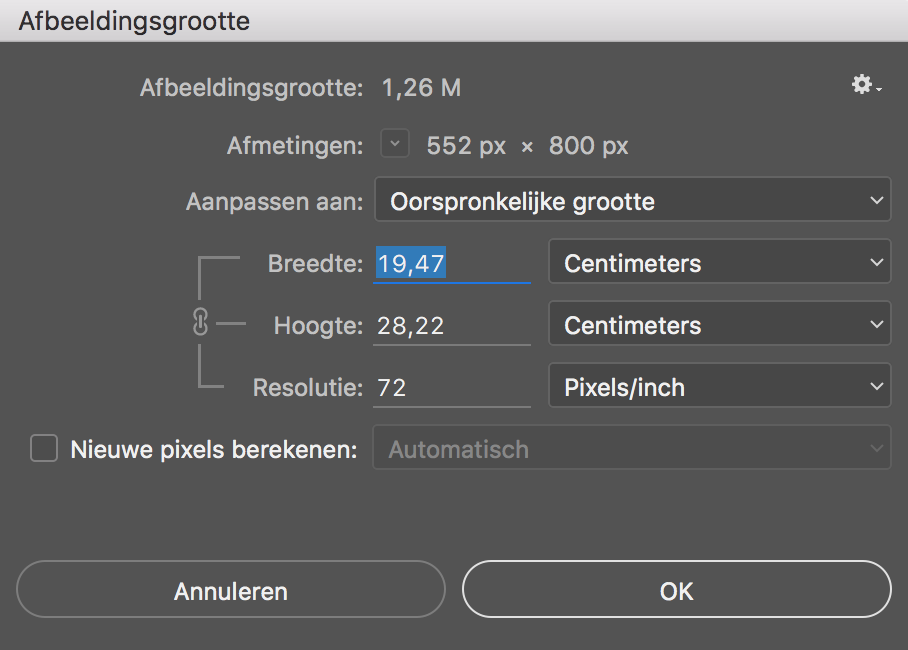 Afbeeldingsgrootte
Afbeeldingsgrootte: 1,26 M
Afmetingen: 552 px × 800 px
Aanpassen aan: Oorspronkelijke grootte
Breedte: 19,47 Centimeters
Hoogte: 28,22 Centimeters
Resolutie: 72 Pixels/inch
Nieuwe pixels berekenen: Automatisch
Annuleren OK